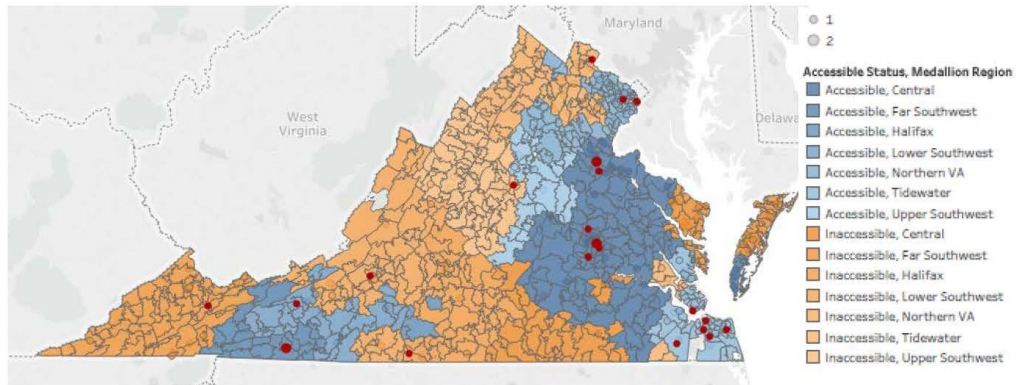 Maryland
1
2
West
Virginia
Delawa
Accessible Status, Medallion Region
Accessible, Central
Accessible, Far Southwest
Accessible, Halifax
Accessible, Lower Southwest
Accessible, Northern VA
Accessible, Tidewater
Accessible, Upper Southwest
Inaccessible, Central
Inaccessible, Far Southwest
Inaccessible, Halifax
Inaccessible, Lower Southwest
Inaccessible, Northern VA
Inaccessible, Tidewater
Inaccessible, Upper Southwest